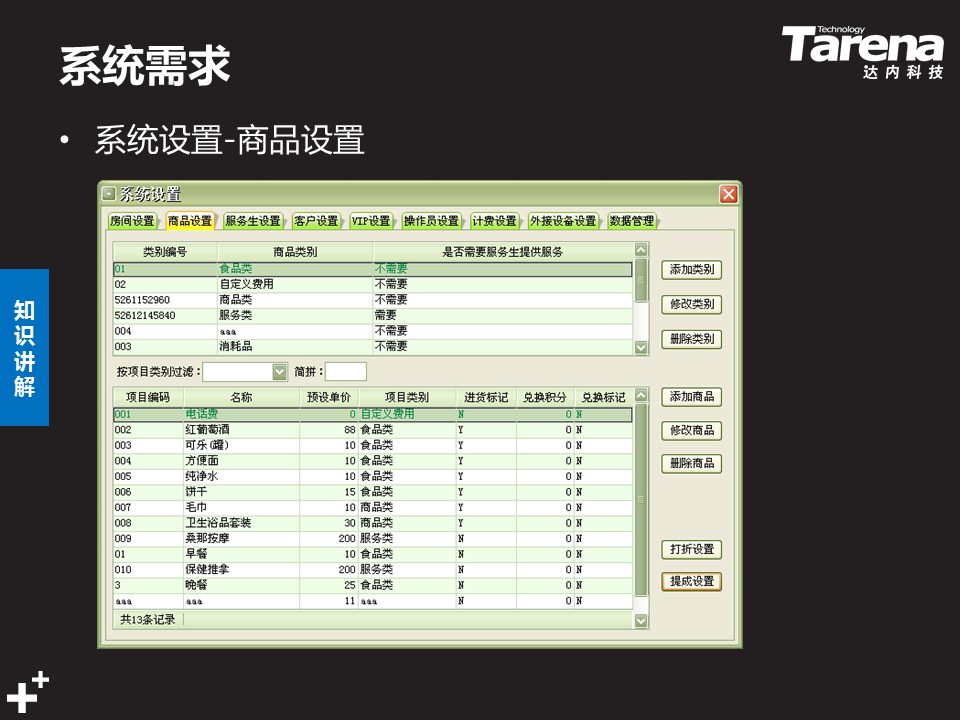 系统需求
Technology
Tarena
达内科技
• 系统设置-商品设置
知识讲解
系统设置
房间设置 商品设置 服务生设置 客户设置 VIP设置 操作员设置 计费设置 外接设备设置 数据管理
类别编号 商品类别 是否需要服务生提供服务
01 食品类 不需要
02 自定义费用 不需要
5261152960 商品类 不需要
52612145840 服务类 需要
004 aaa 不需要
003 消耗品 不需要
添加类别
修改类别
删除类别
按项目类别过滤： 简拼：
项目编码 名称 预设单价 项目类别 进货标记 兑换积分 兑换标记
001 电话费 0 自定义费用 N 0 N
002 红葡萄酒 88 食品类 Y 0 N
003 可乐(罐) 10 食品类 Y 0 N
004 方便面 10 食品类 Y 0 N
005 纯净水 10 食品类 Y 0 N
006 饼干 15 食品类 Y 0 N
007 毛巾 10 商品类 Y 0 N
008 卫生浴品套装 30 商品类 Y 0 N
009 桑那按摩 200 服务类 N 0 N
01 早餐 10 食品类 N 0 N
010 保健推拿 200 服务类 N 0 N
3 晚餐 25 食品类 N 0 N
aaa aaa 11 aaa N 0 N
共13条记录
添加商品
修改商品
删除商品
打折设置
提成设置